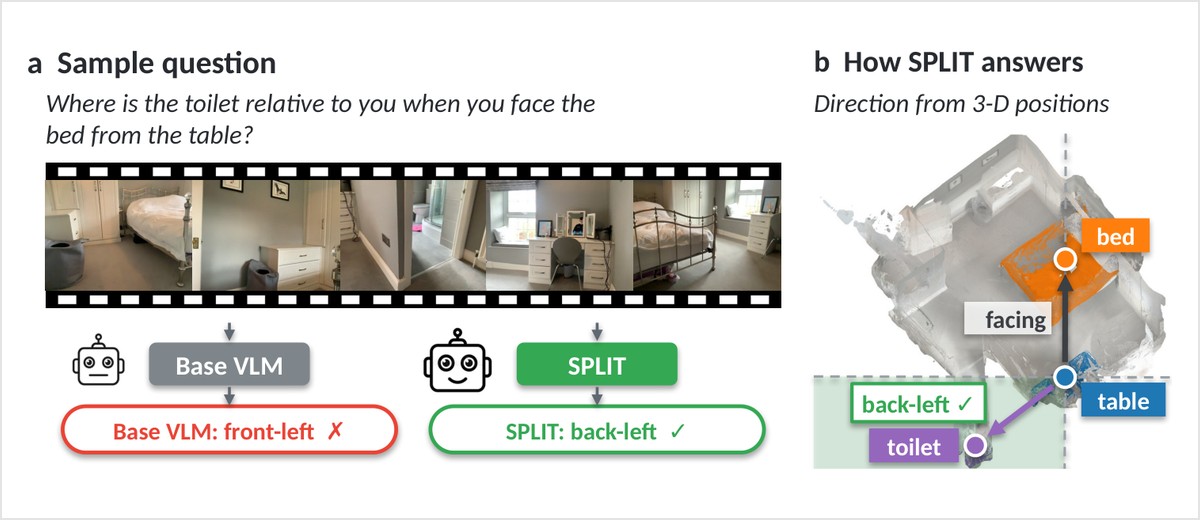 a Sample question
Where is the toilet relative to you when you face the
bed from the table?
Base VLM
SPLIT
Base VLM: front-left ✗
SPLIT: back-left ✓
b How SPLIT answers
Direction from 3-D positions
bed
facing
back-left ✓
table
toilet